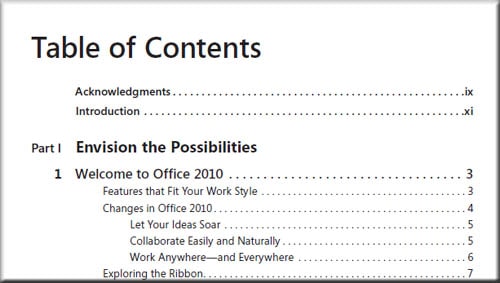 Table of Contents
Acknowledgments. . . . . . . . . . . . . . . . . . . . . . . . . . . . . . . . . . . . . . . . . . . . . . . . . . .ix
Introduction . . . . . . . . . . . . . . . . . . . . . . . . . . . . . . . . . . . . . . . . . . . . . . . . . . . . . . . .xi
Part I Envision the Possibilities
1 Welcome to Office 2010 . . . . . . . . . . . . . . . . . . . . . . . . . . . . . . . . . . 3
Features that Fit Your Work Style . . . . . . . . . . . . . . . . . . . . . . . . . . . . . . . . . . . . 3
Changes in Office 2010. . . . . . . . . . . . . . . . . . . . . . . . . . . . . . . . . . . . . . . . . . . . 4
Let Your Ideas Soar . . . . . . . . . . . . . . . . . . . . . . . . . . . . . . . . . . . . . . . . . . . 5
Collaborate Easily and Naturally . . . . . . . . . . . . . . . . . . . . . . . . . . . . . . . . 5
Work Anywhere—and Everywhere . . . . . . . . . . . . . . . . . . . . . . . . . . . . . . 6
Exploring the Ribbon. . . . . . . . . . . . . . . . . . . . . . . . . . . . . . . . . . . . . . . . . . . . . . 7